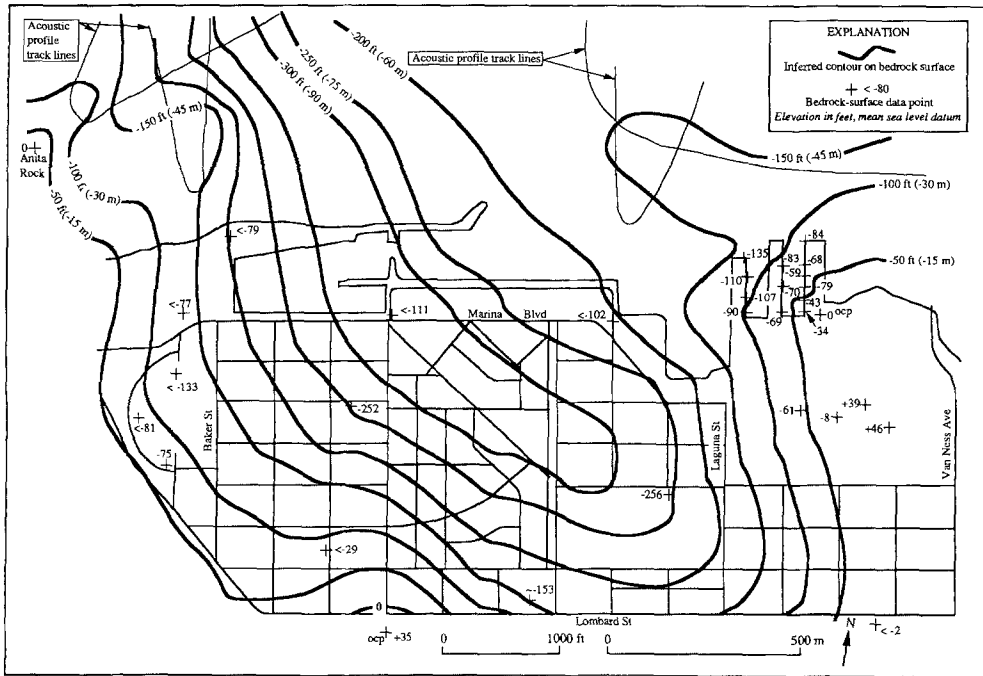 Acoustic
profile
track lines
Acoustic profile track lines
EXPLANATION
Inferred contour on bedrock surface
< -80
Bedrock-surface data point
Elevation in feet, mean sea level datum
-200 ft (-60 m)
-250 ft (-75 m)
-300 ft (-90 m)
-150 ft (-45 m)
-100 ft (-30 m)
-50 ft (-15 m)
0
Anita
Rock
-150 ft (-45 m)
-100 ft (-30 m)
-50 ft (-15 m)
<-79
-84
-135
-83
-68
-59
-110
-70
-79
-107
-43
-90
-69
0 ocp
-34
<-77
<-111
Marina Blvd
<-102
< -133
<-81
-75
Baker St
-252
Laguna St
-61
-8
+39
+46
Van Ness Ave
-256
<-29
~-153
0
Lombard St
ocp +35
0 1000 ft
0 500 m
N
< -2